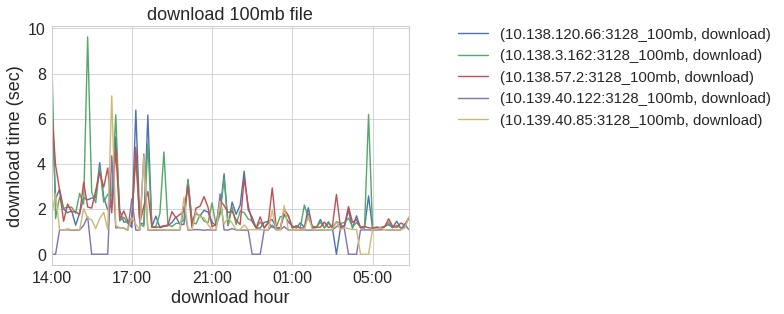 download 100mb file
10
8
6
4
2
0
download time (sec)
14:00 17:00 21:00 01:00 05:00
download hour
(10.138.120.66:3128_100mb, download)
(10.138.3.162:3128_100mb, download)
(10.138.57.2:3128_100mb, download)
(10.139.40.122:3128_100mb, download)
(10.139.40.85:3128_100mb, download)